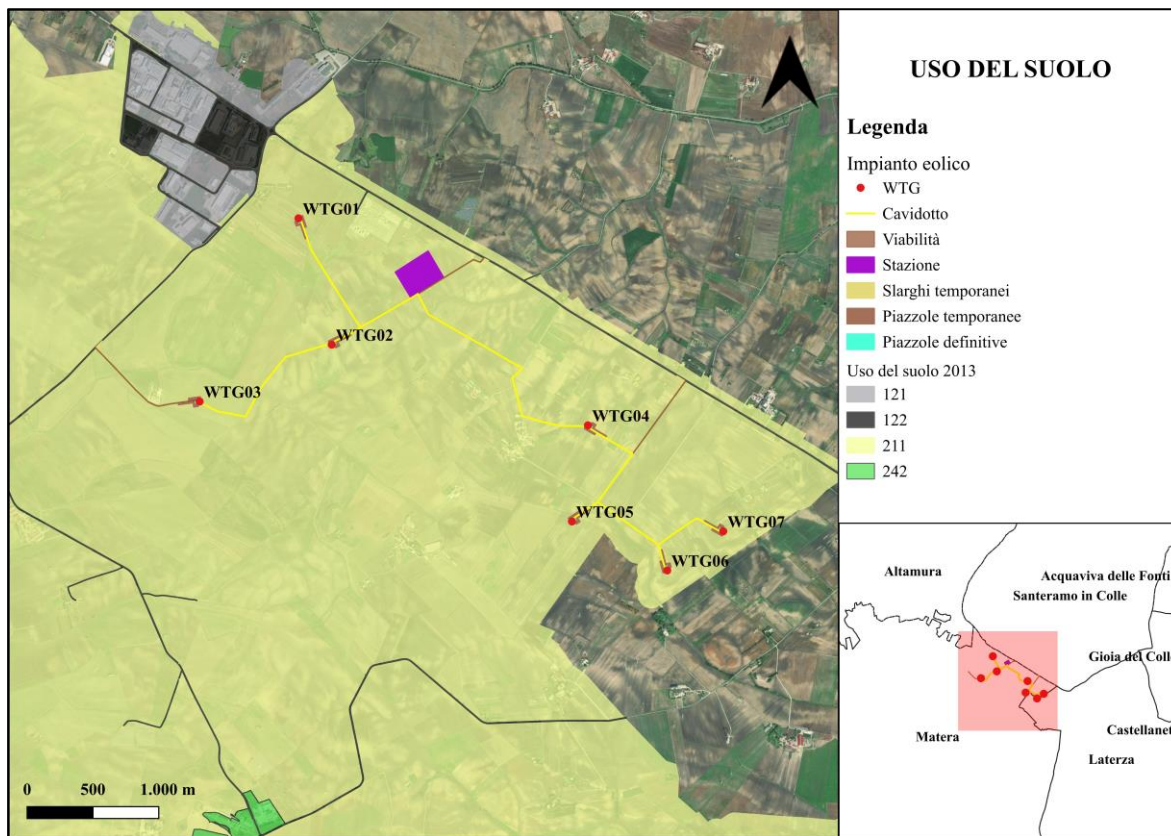 USO DEL SUOLO
Legenda
Impianto eolico
WTG
Cavidotto
Viabilità
Stazione
Slarghi temporanei
Piazzole temporanee
Piazzole definitive
Uso del suolo 2013
121
122
211
242
WTG01
WTG02
WTG03
WTG04
WTG05
WTG07
WTG06
0 500 1.000 m
Altamura
Acquaviva delle Fonti
Santeramo in Colle
Gioia del Colle
Castellanet
Matera
Laterza